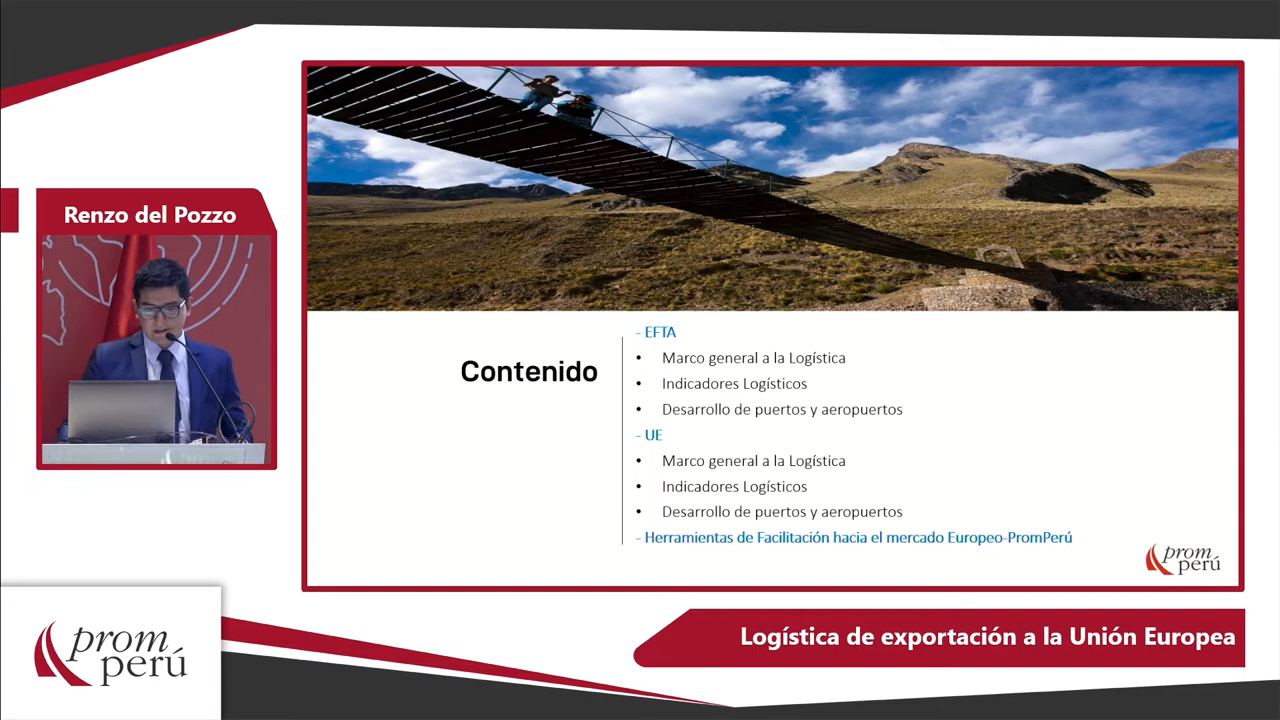 Renzo del Pozzo
Contenido
- EFTA
• Marco general a la Logística
• Indicadores Logísticos
• Desarrollo de puertos y aeropuertos
- UE
• Marco general a la Logística
• Indicadores Logísticos
• Desarrollo de puertos y aeropuertos
- Herramientas de Facilitación hacia el mercado Europeo-PromPerú
prom
perú
prom
perú
Logística de exportación a la Unión Europea